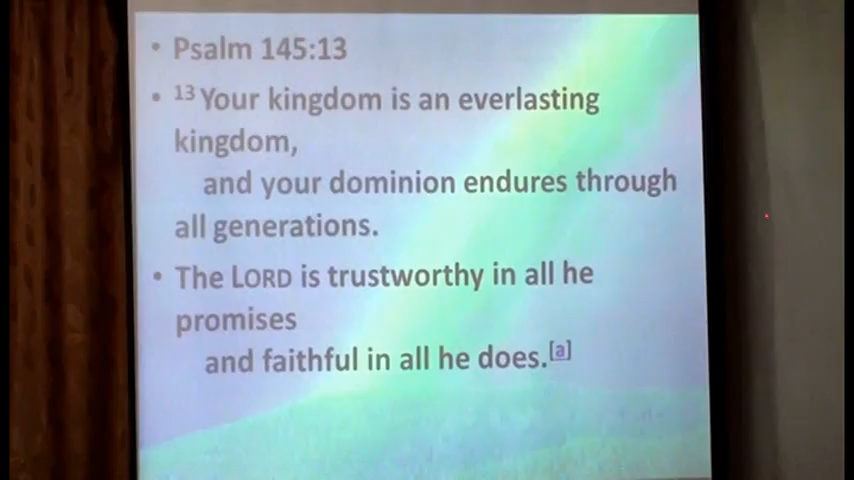 • Psalm 145:13
• 13 Your kingdom is an everlasting
kingdom,
and your dominion endures through
all generations.
• The LORD is trustworthy in all he
promises
and faithful in all he does.[a]